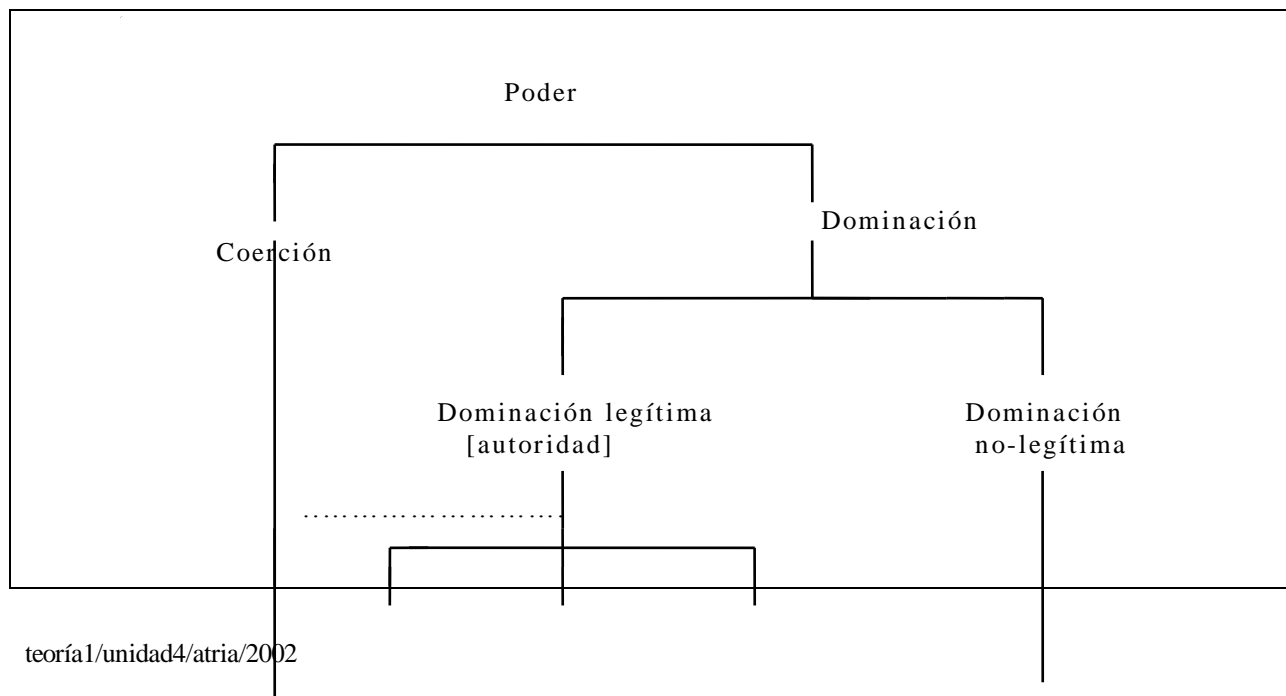 Poder
Dominación
Coerción
Dominación legítima
[autoridad]
Dominación
no-legítima
teoría1/unidad4/atria/2002